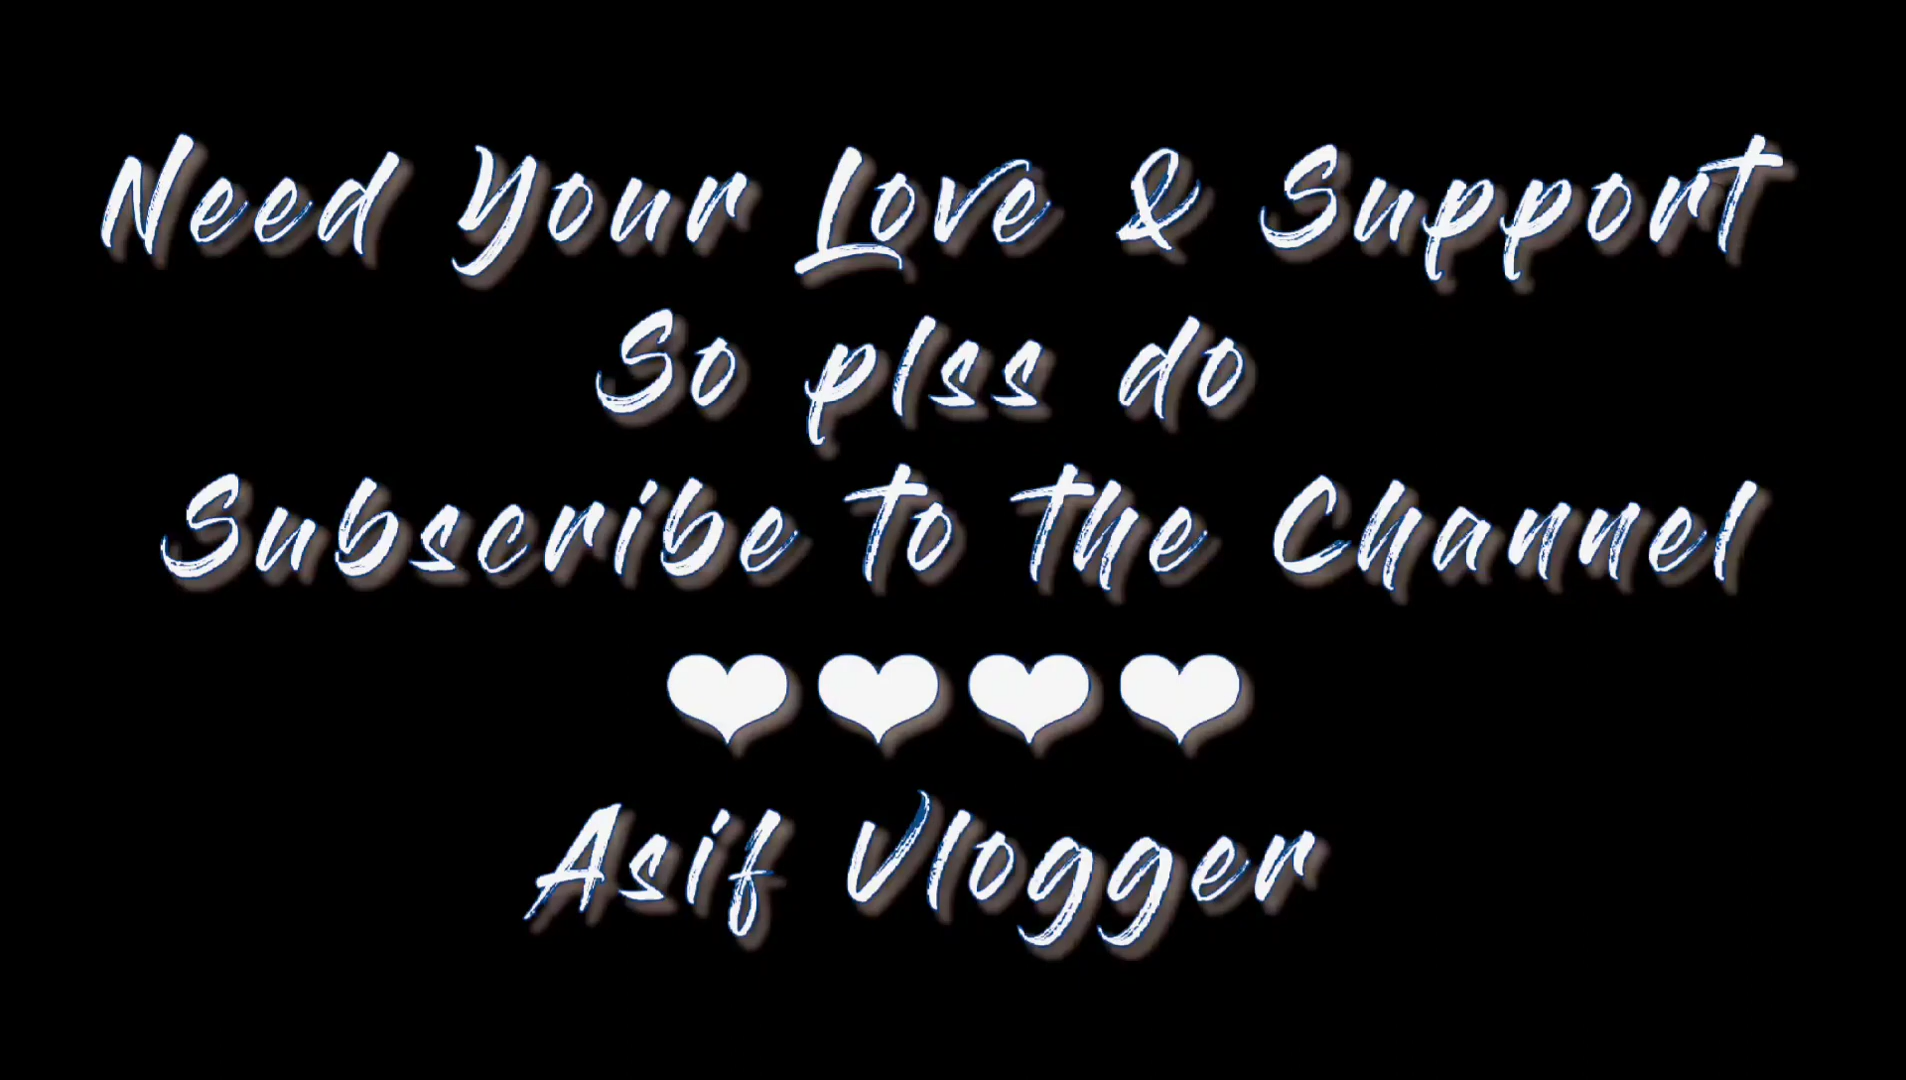 Need Your Love & Support
So plss do
Subscribe to the Channel
❤❤❤❤
Asif Vlogger